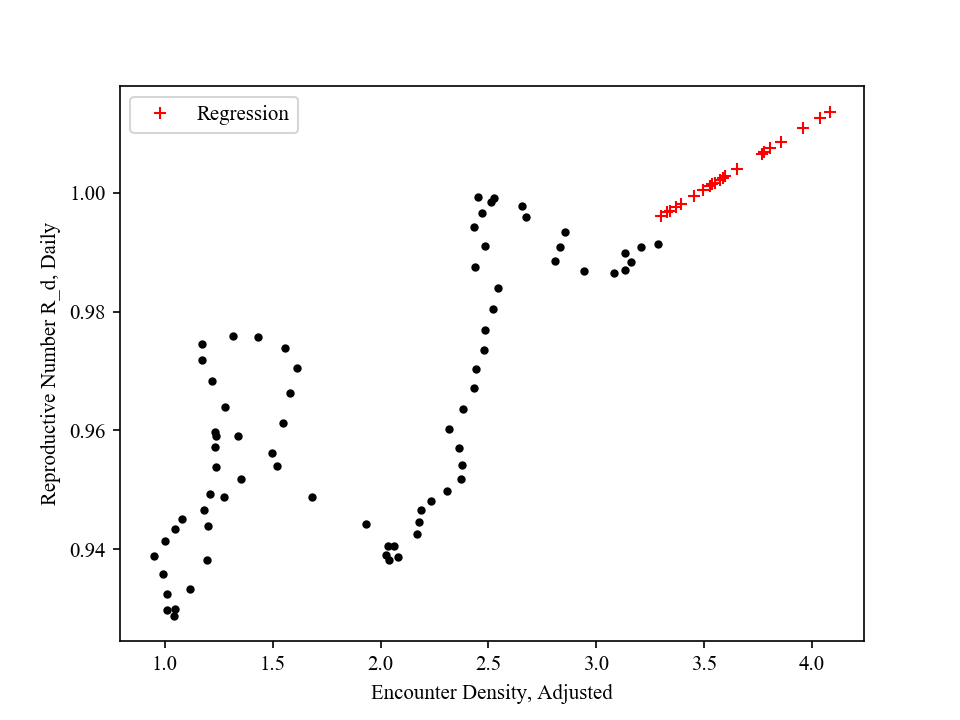 Regression
1.00
0.98
0.96
0.94
Reproductive Number R_d, Daily
1.0 1.5 2.0 2.5 3.0 3.5 4.0
Encounter Density, Adjusted